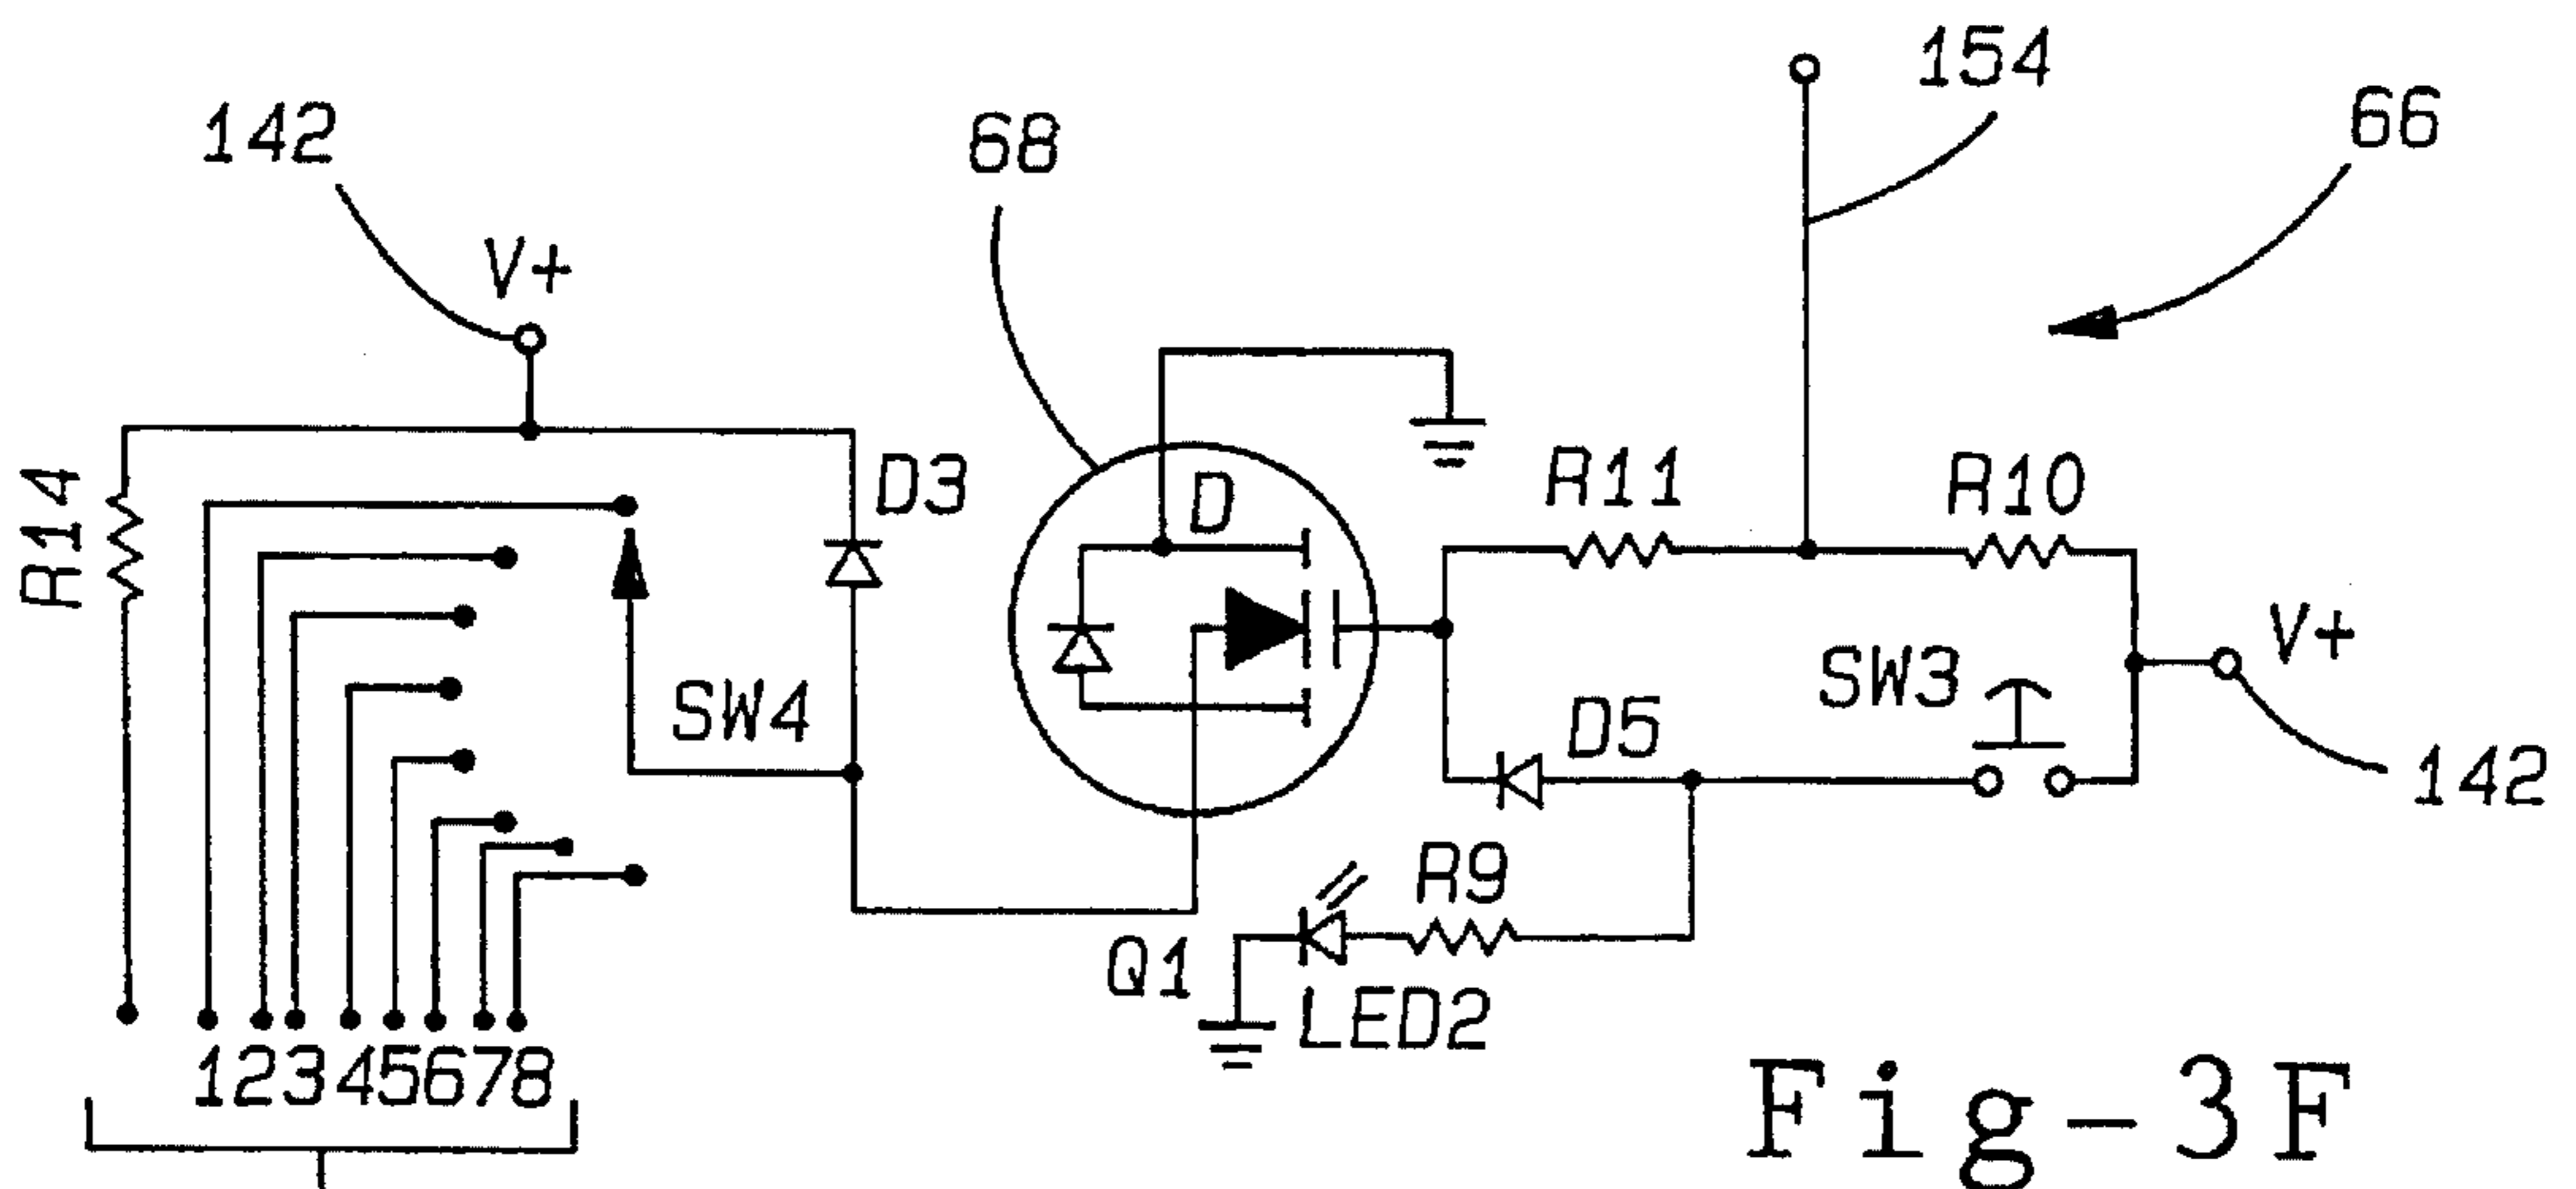 142
V+
68
154
66
R14
D3
D
R11
R10
SW4
SW3
V+
D5
142
R9
Q1
LED2
12345678
Fig-3F